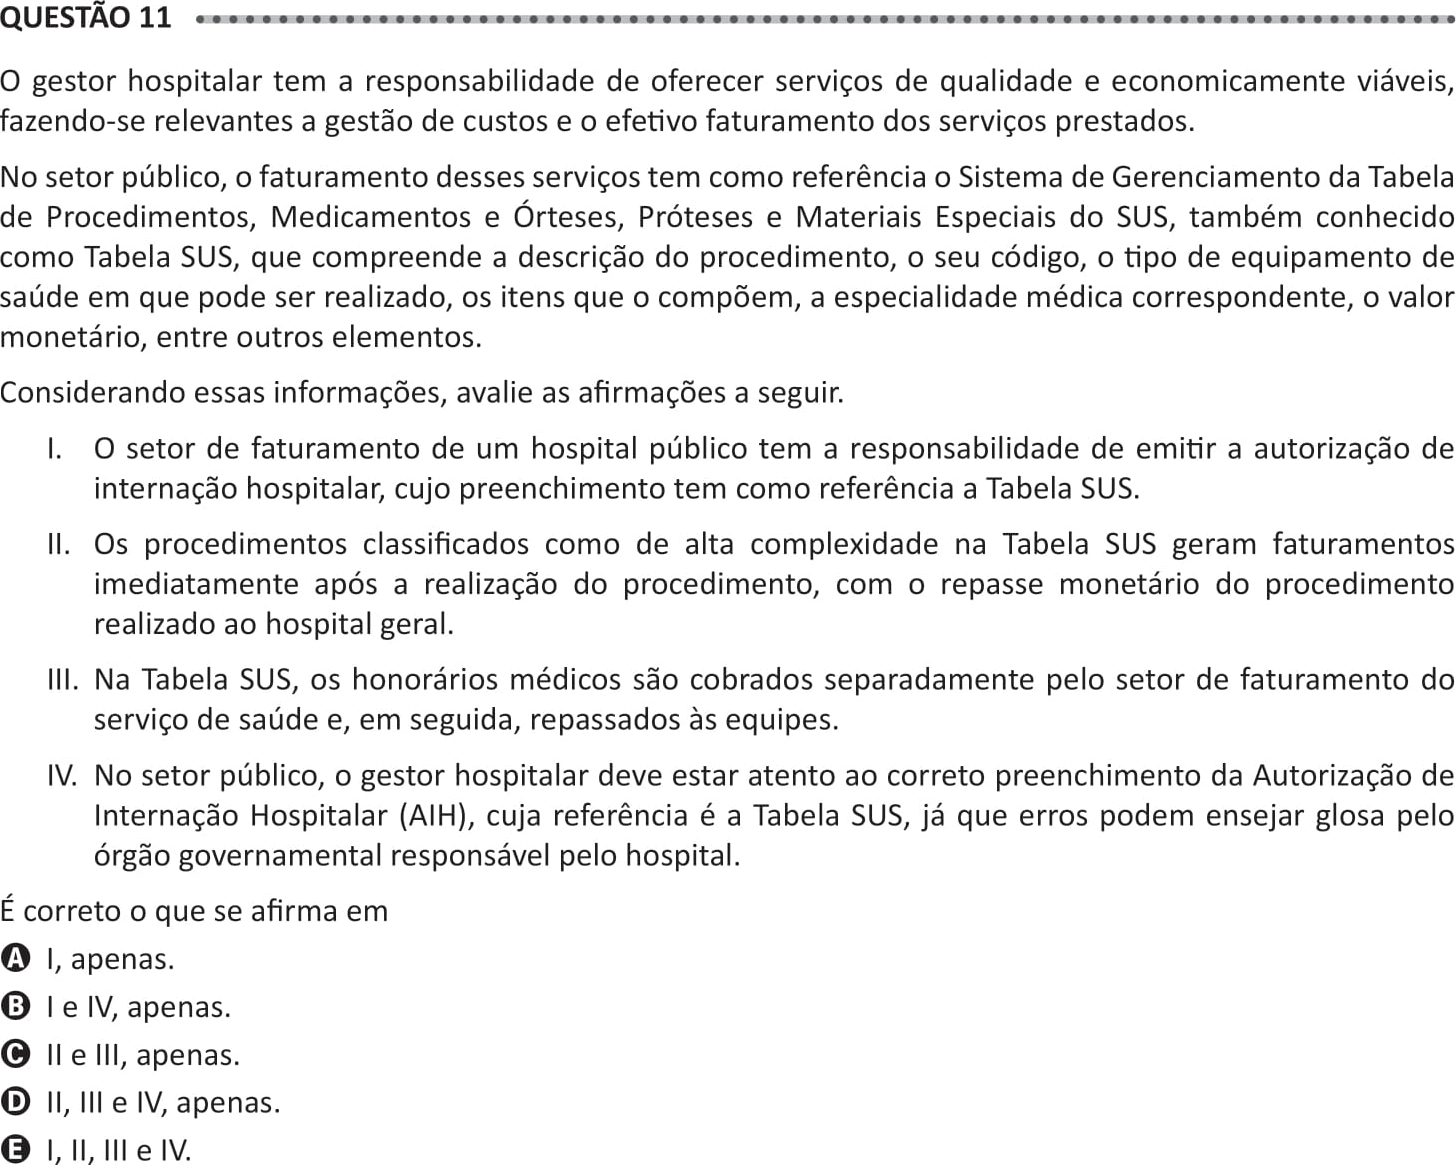 QUESTÃO 11
O gestor hospitalar tem a responsabilidade de oferecer serviços de qualidade e economicamente viáveis,
fazendo-se relevantes a gestão de custos e o efetivo faturamento dos serviços prestados.
No setor público, o faturamento desses serviços tem como referência o Sistema de Gerenciamento da Tabela
de Procedimentos, Medicamentos e Órteses, Próteses e Materiais Especiais do SUS, também conhecido
como Tabela SUS, que compreende a descrição do procedimento, o seu código, o tipo de equipamento de
saúde em que pode ser realizado, os itens que o compõem, a especialidade médica correspondente, o valor
monetário, entre outros elementos.
Considerando essas informações, avalie as afirmações a seguir.
I. O setor de faturamento de um hospital público tem a responsabilidade de emitir a autorização de
internação hospitalar, cujo preenchimento tem como referência a Tabela SUS.
II. Os procedimentos classificados como de alta complexidade na Tabela SUS geram faturamentos
imediatamente após a realização do procedimento, com o repasse monetário do procedimento
realizado ao hospital geral.
III. Na Tabela SUS, os honorários médicos são cobrados separadamente pelo setor de faturamento do
serviço de saúde e, em seguida, repassados às equipes.
IV. No setor público, o gestor hospitalar deve estar atento ao correto preenchimento da Autorização de
Internação Hospitalar (AIH), cuja referência é a Tabela SUS, já que erros podem ensejar glosa pelo
órgão governamental responsável pelo hospital.
É correto o que se afirma em
A I, apenas.
B I e IV, apenas.
C II e III, apenas.
D II, III e IV, apenas.
E I, II, III e IV.